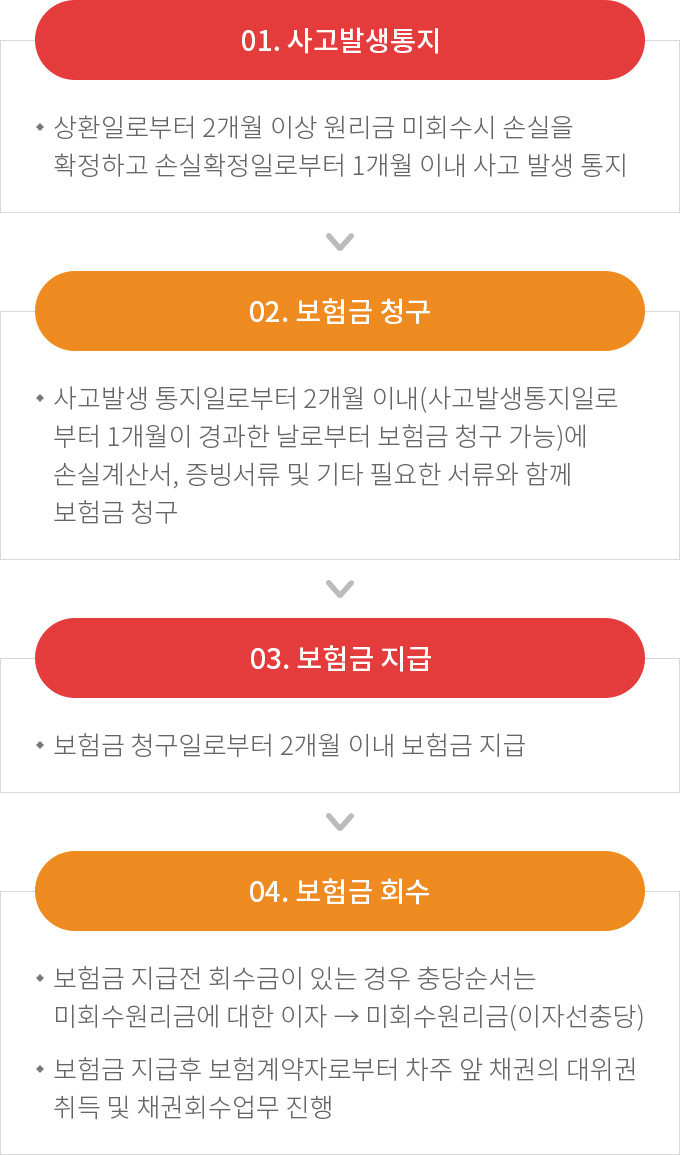 01. 사고발생통지
상환일로부터 2개월 이상 원리금 미회수시 손실을
확정하고 손실확정일로부터 1개월 이내 사고 발생 통지
02. 보험금 청구
사고발생 통지일로부터 2개월 이내(사고발생통지일로
부터 1개월이 경과한 날로부터 보험금 청구 가능)에
손실계산서, 증빙서류 및 기타 필요한 서류와 함께
보험금 청구
03. 보험금 지급
보험금 청구일로부터 2개월 이내 보험금 지급
04. 보험금 회수
보험금 지급전 회수금이 있는 경우 충당순서는
미회수원리금에 대한 이자 → 미회수원리금(이자선충당)
보험금 지급후 보험계약자로부터 차주 앞 채권의 대위권
취득 및 채권회수업무 진행